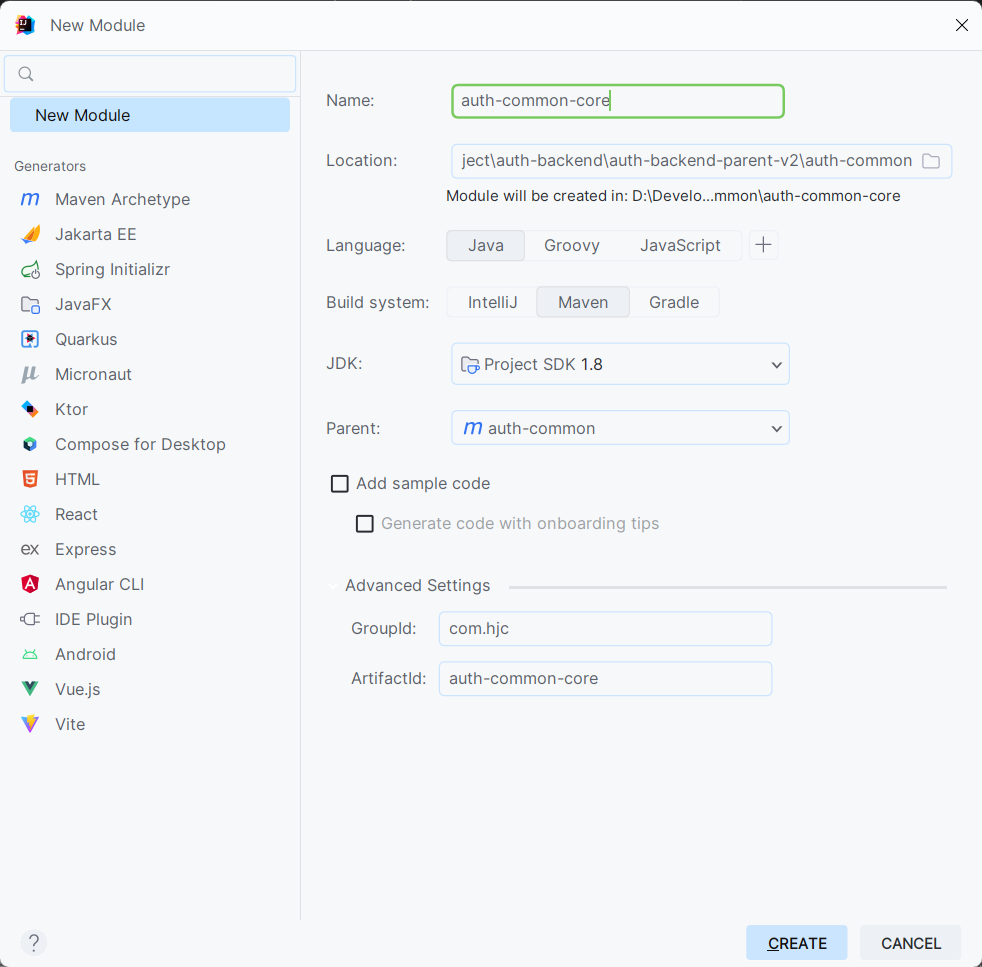 New Module
New Module
Generators
Maven Archetype
Jakarta EE
Spring Initializr
JavaFX
Quarkus
Micronaut
Ktor
Compose for Desktop
HTML
React
Express
Angular CLI
IDE Plugin
Android
Vue.js
Vite
Name: auth-common-core
Location: ject\auth-backend\auth-backend-parent-v2\auth-common
Module will be created in: D:\Develo...mmon\auth-common-core
Language: Java Groovy JavaScript
Build system: IntelliJ Maven Gradle
JDK: Project SDK 1.8
Parent: auth-common
Add sample code
Generate code with onboarding tips
Advanced Settings
GroupId: com.hjc
ArtifactId: auth-common-core
? CREATE CANCEL